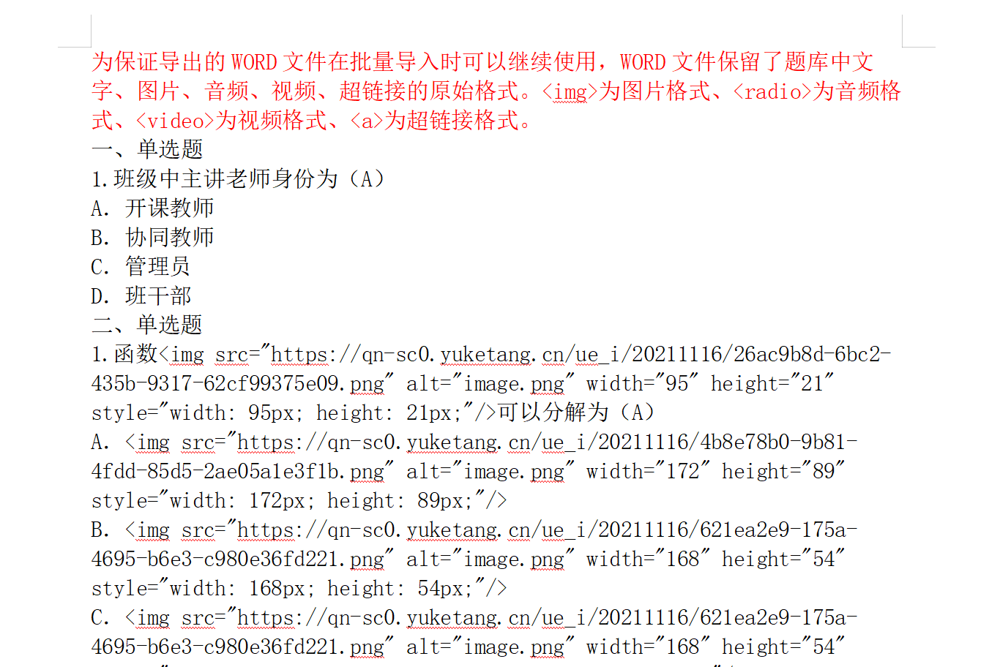 为保证导出的 WORD 文件在批量导入时可以继续使用，WORD 文件保留了题库中文
字、图片、音频、视频、超链接的原始格式。<img>为图片格式、<radio>为音频格
式、<video>为视频格式、<a>为超链接格式。
一、单选题
1.班级中主讲老师身份为（A）
A. 开课教师
B. 协同教师
C. 管理员
D. 班干部
二、单选题
1.函数<img src="https://qn-sc0.yuketang.cn/ue_i/20211116/26ac9b8d-6bc2-
435b-9317-62cf99375e09.png" alt="image.png" width="95" height="21"
style="width: 95px; height: 21px;"/>可以分解为（A）
A. <img src="https://qn-sc0.yuketang.cn/ue_i/20211116/4b8e78b0-9b81-
4fdd-85d5-2ae05a1e3f1b.png" alt="image.png" width="172" height="89"
style="width: 172px; height: 89px;"/>
B. <img src="https://qn-sc0.yuketang.cn/ue_i/20211116/621ea2e9-175a-
4695-b6e3-c980e36fd221.png" alt="image.png" width="168" height="54"
style="width: 168px; height: 54px;"/>
C. <img src="https://qn-sc0.yuketang.cn/ue_i/20211116/621ea2e9-175a-
4695-b6e3-c980e36fd221.png" alt="image.png" width="168" height="54"